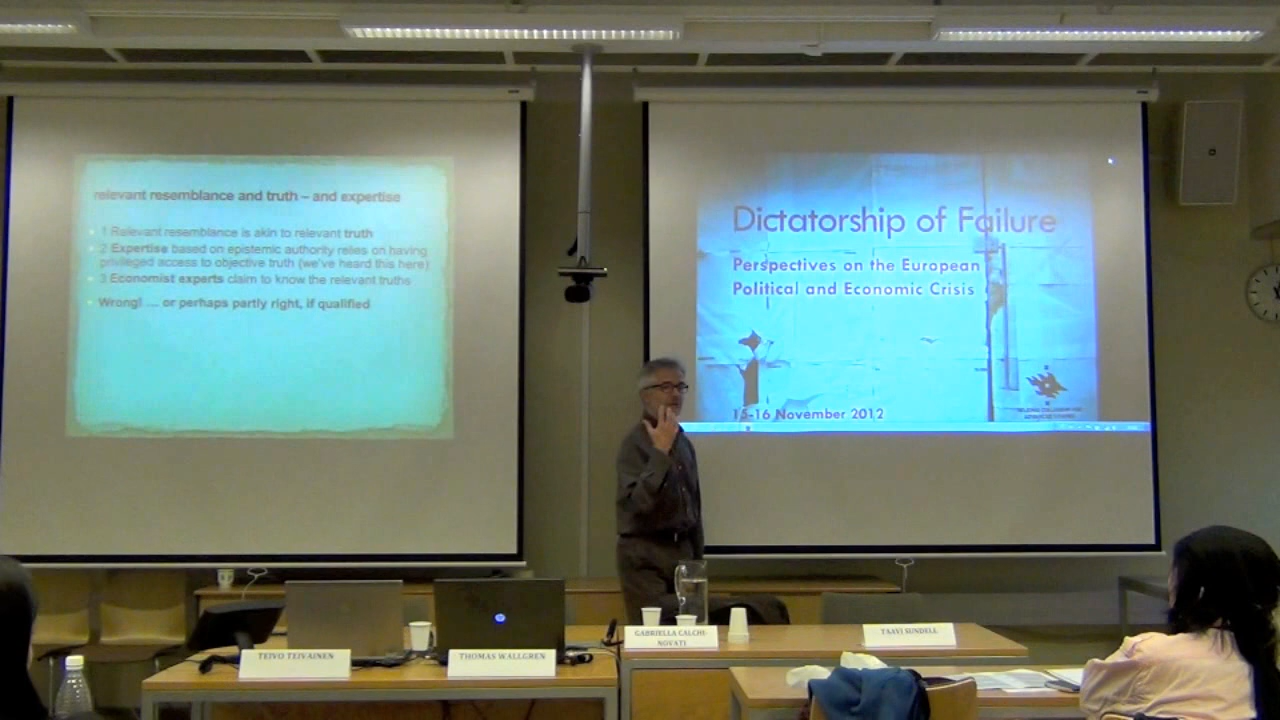 relevant resemblance and truth – and expertise
1 Relevant resemblance is akin to relevant truth
2 Expertise based on epistemic authority relies on having
privileged access to objective truth (we've heard this here)
3 Economist experts claim to know the relevant truths
Wrong! ... or perhaps partly right, if qualified
Dictatorship of Failure
Perspectives on the European
Political and Economic Crisis
15-16 November 2012
TEIVO TEIVAINEN
THOMAS WALLGREN
GABRIELLA CALCHI-
NOVATI
TAAVI SUNDELL